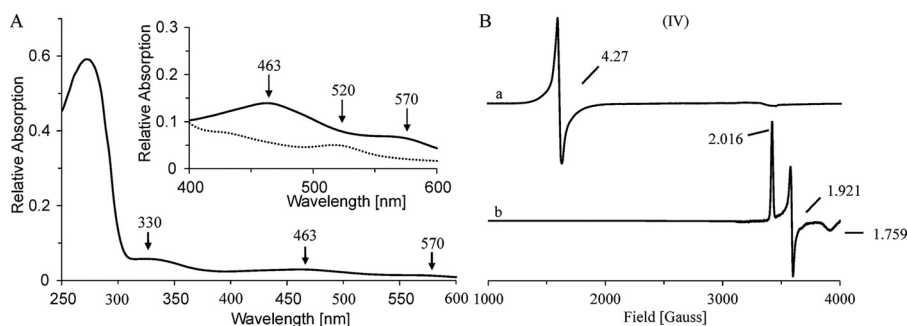 A
Relative Absorption
0.6
0.4
0.2
0
250 300 350 400 450 500 550 600
Wavelength [nm]
330
463
570
Relative Absorption
0.3
0.2
0.1
0
400 500 600
Wavelength [nm]
463
520
570
B
(IV)
a
4.27
2.016
b
1.921
1.759
1000 2000 3000 4000
Field [Gauss]